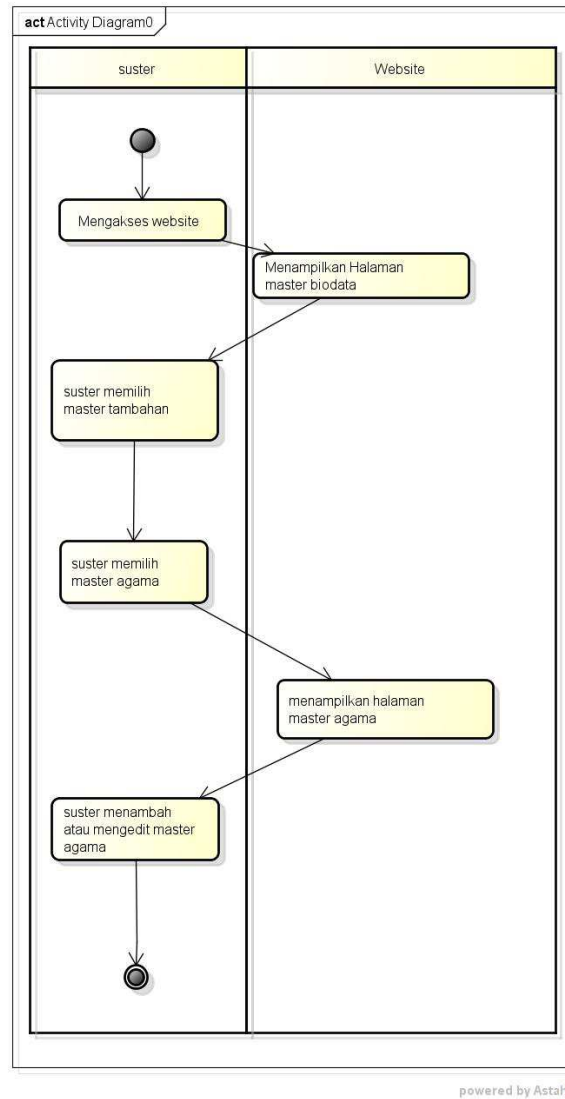 act Activity Diagram0
suster
Website
Mengakses website
Menampilkan Halaman
master biodata
suster memilih
master tambahan
suster memilih
master agama
menampilkan halaman
master agama
suster menambah
atau mengedit master
agama
powered by Astah